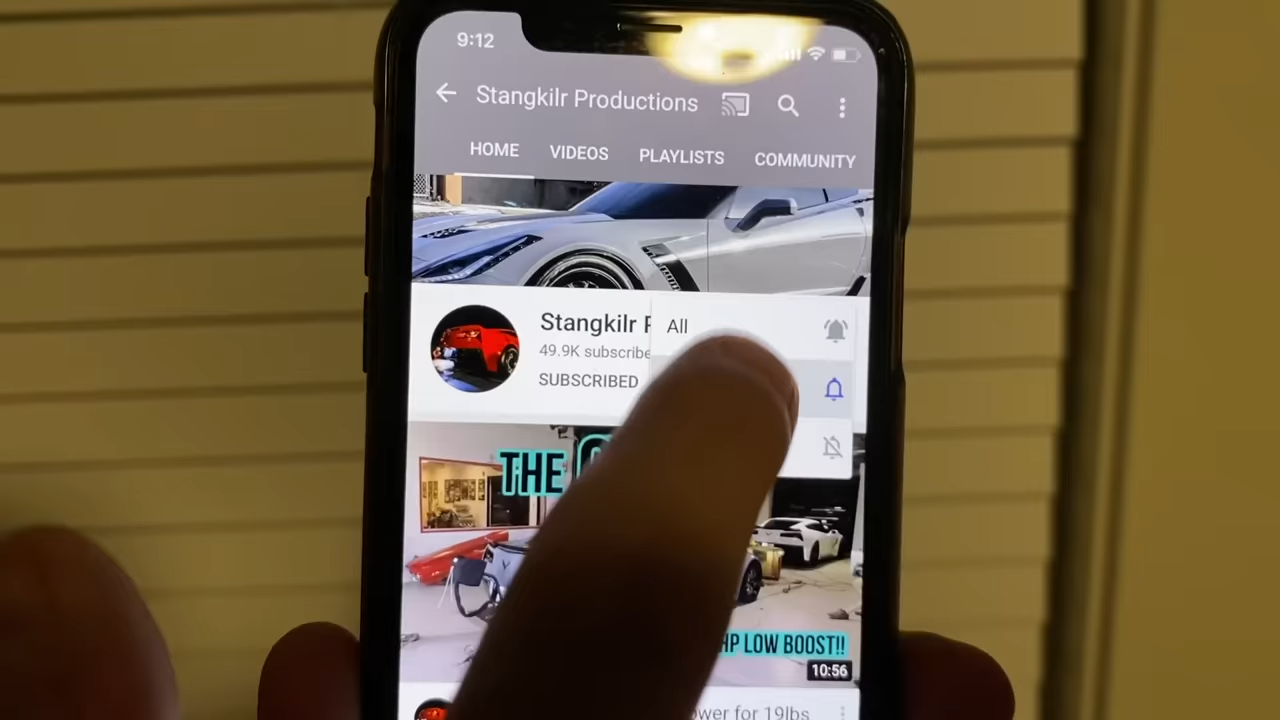 9:12
Stangkilr Productions
HOME VIDEOS PLAYLISTS COMMUNITY
Stangkilr
All
49.9K
SUBSCRIBED
THE
HP LOW BOOST!!
10:56
for 19lbs